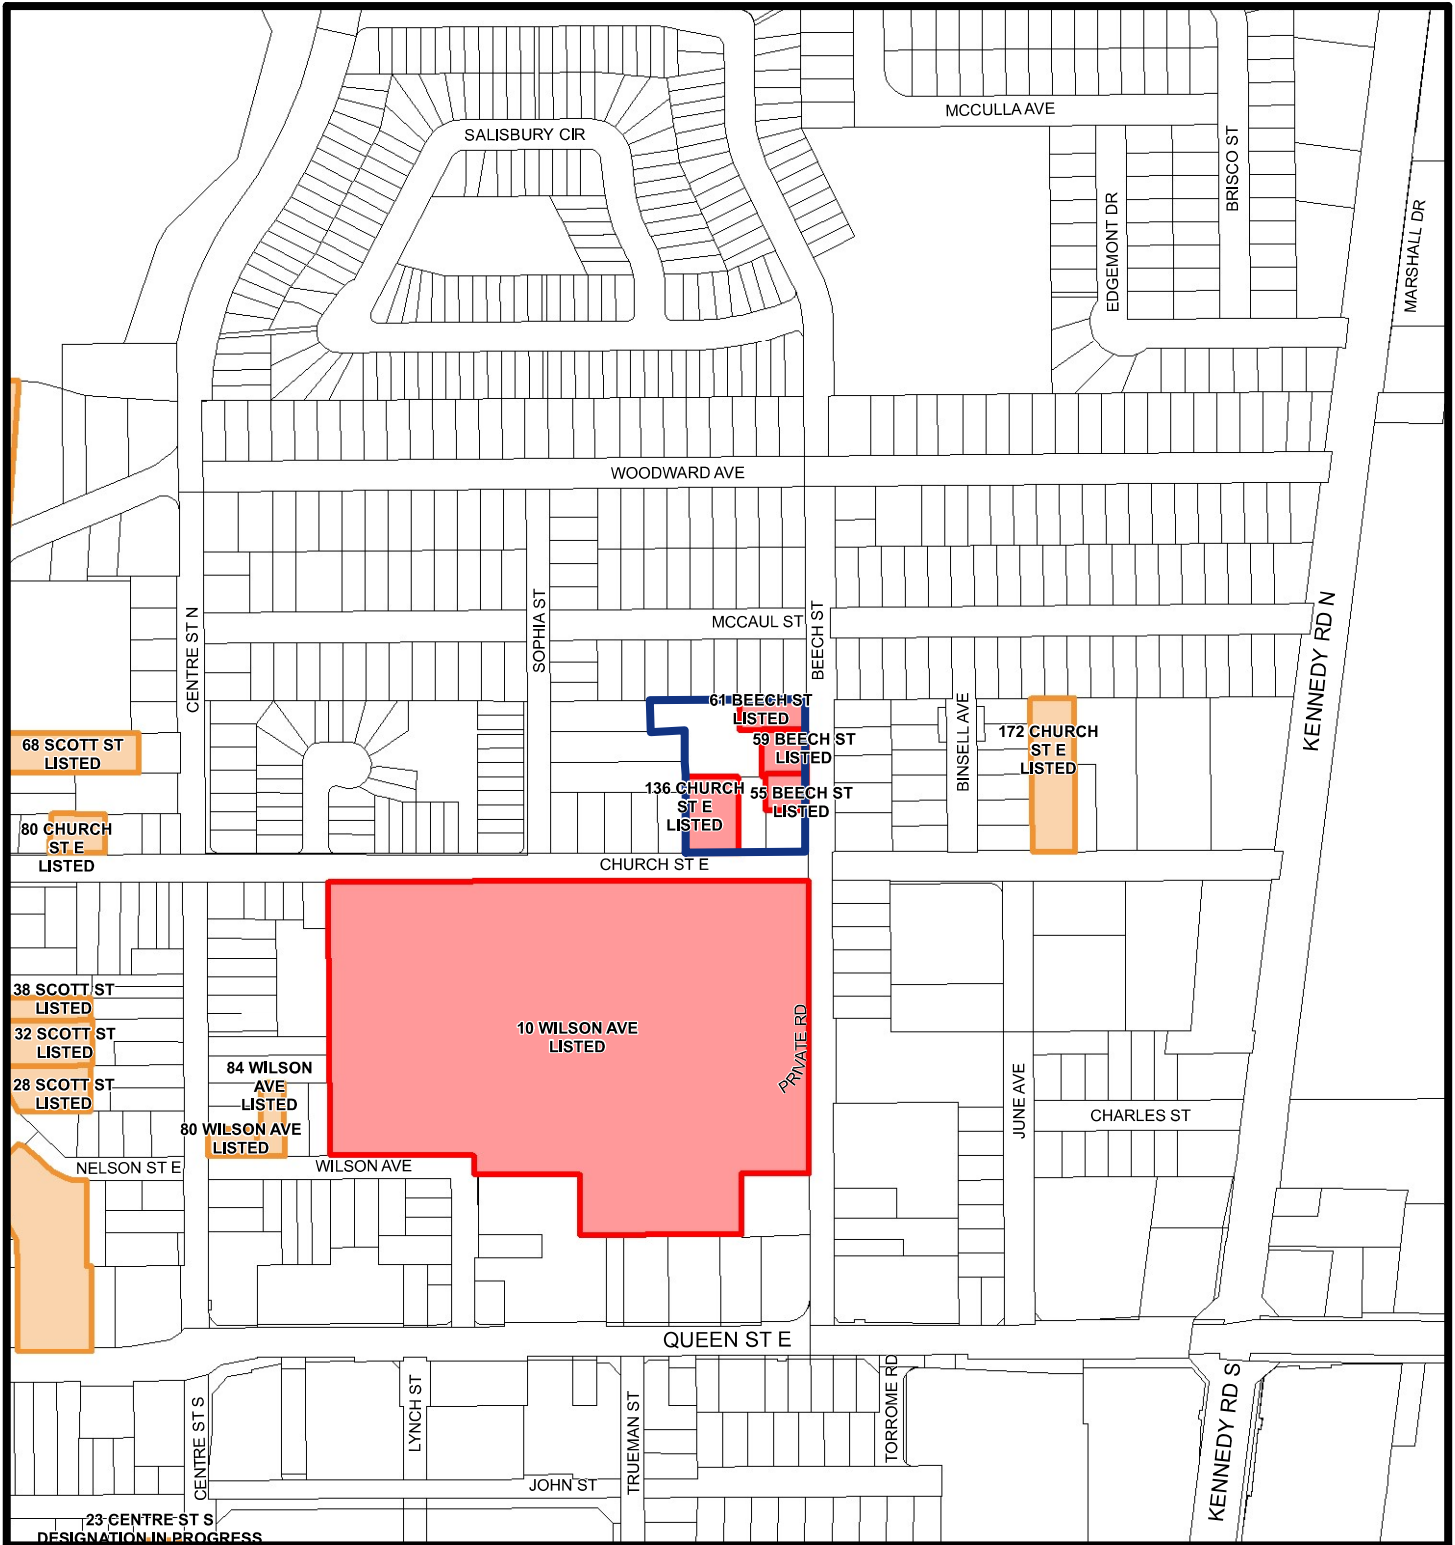 SALISBURY CIR
MCCULLA AVE
BRISCO ST
EDGEMONT DR
MARSHALL DR
WOODWARD AVE
SOPHIA ST
CENTRE ST N
MCCAUL ST
BEECH ST
KENNEDY RD N
BINSELL AVE
61 BEECH ST
LISTED
59 BEECH ST
LISTED
136 CHURCH
ST E
LISTED
55 BEECH ST
LISTED
172 CHURCH
ST E
LISTED
68 SCOTT ST
LISTED
80 CHURCH
ST E
LISTED
CHURCH ST E
38 SCOTT ST
LISTED
32 SCOTT ST
LISTED
28 SCOTT ST
LISTED
10 WILSON AVE
LISTED
PRIVATE RD
84 WILSON
AVE
LISTED
80 WILSON AVE
LISTED
JUNE AVE
CHARLES ST
NELSON ST E
WILSON AVE
QUEEN ST E
CENTRE ST S
LYNCH ST
TRUEMAN ST
TORROME RD
KENNEDY RD S
JOHN ST
23 CENTRE ST S
DESIGNATION IN PROGRESS